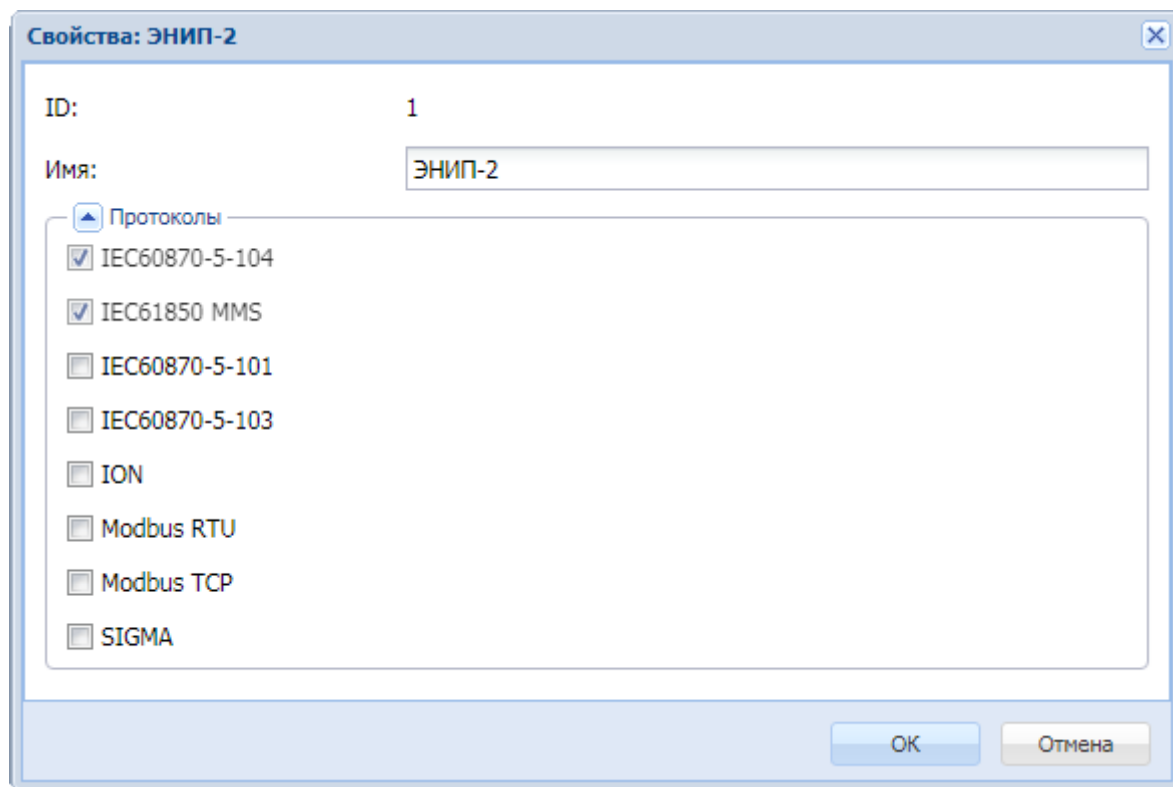 Свойства: ЭНИП-2
ID: 1
Имя: ЭНИП-2
Протоколы
IEC60870-5-104
IEC61850 MMS
IEC60870-5-101
IEC60870-5-103
ION
Modbus RTU
Modbus TCP
SIGMA
OK Отмена